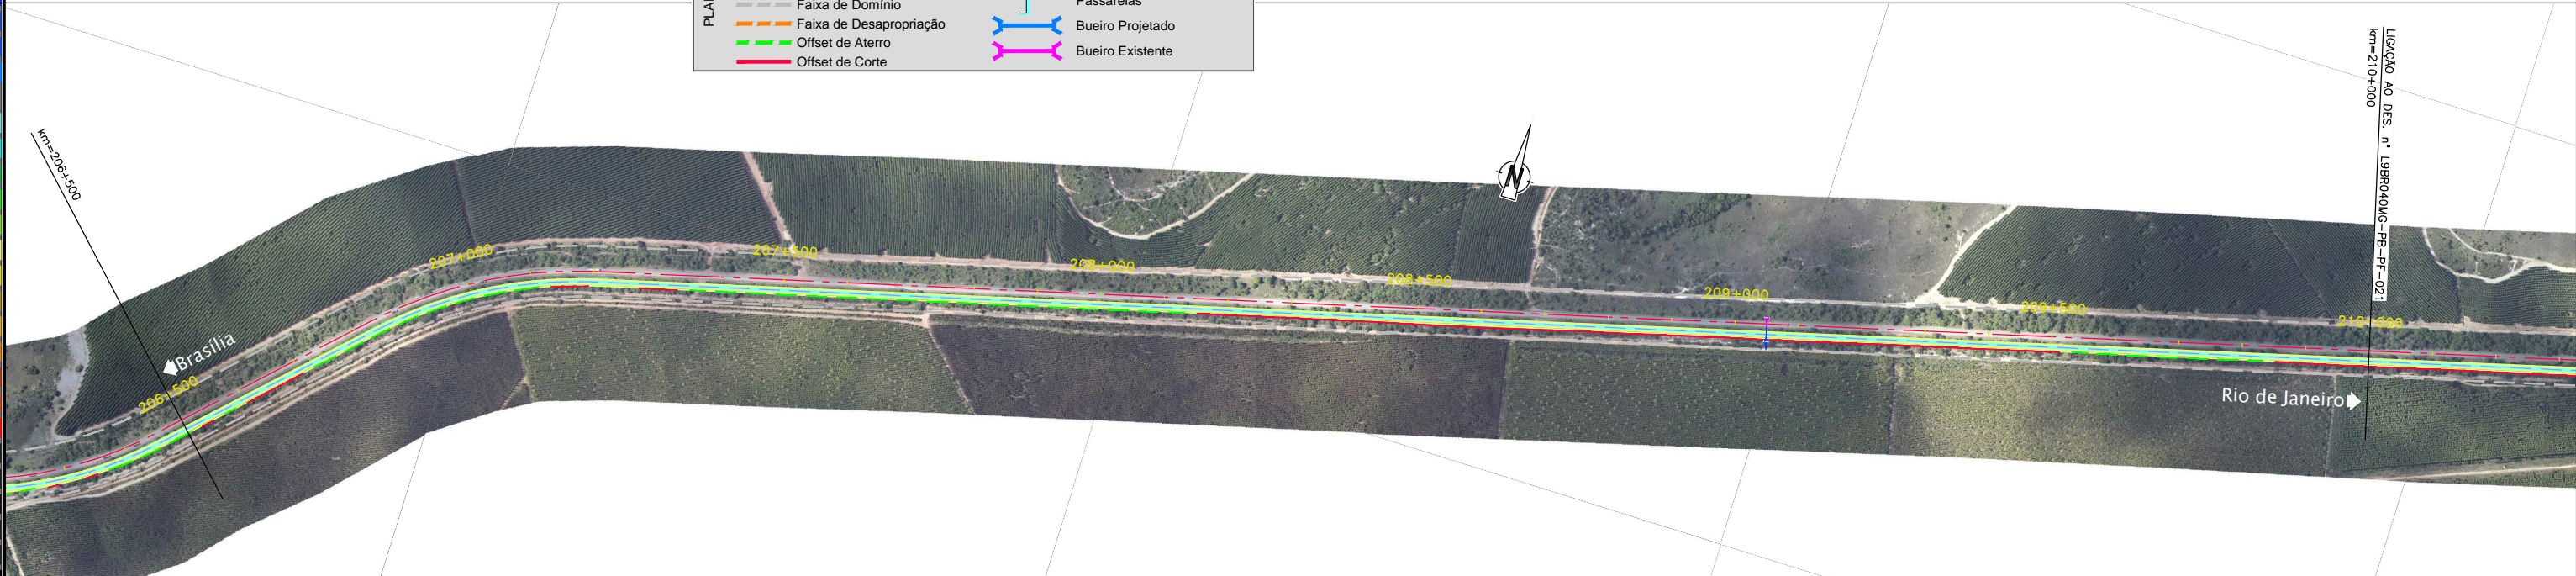 PLA
Faixa de Domínio
Faixa de Desapropriação
Offset de Aterro
Offset de Corte
Passarelas
Bueiro Projetado
Bueiro Existente
km=206+500
LIGAÇÃO AO DES. n° L9BR040MG-PB-PF-021
km=210+000
N
207+000
207+500
208+000
208+500
209+000
209+500
210+000
Brasília
206+500
Rio de Janeiro